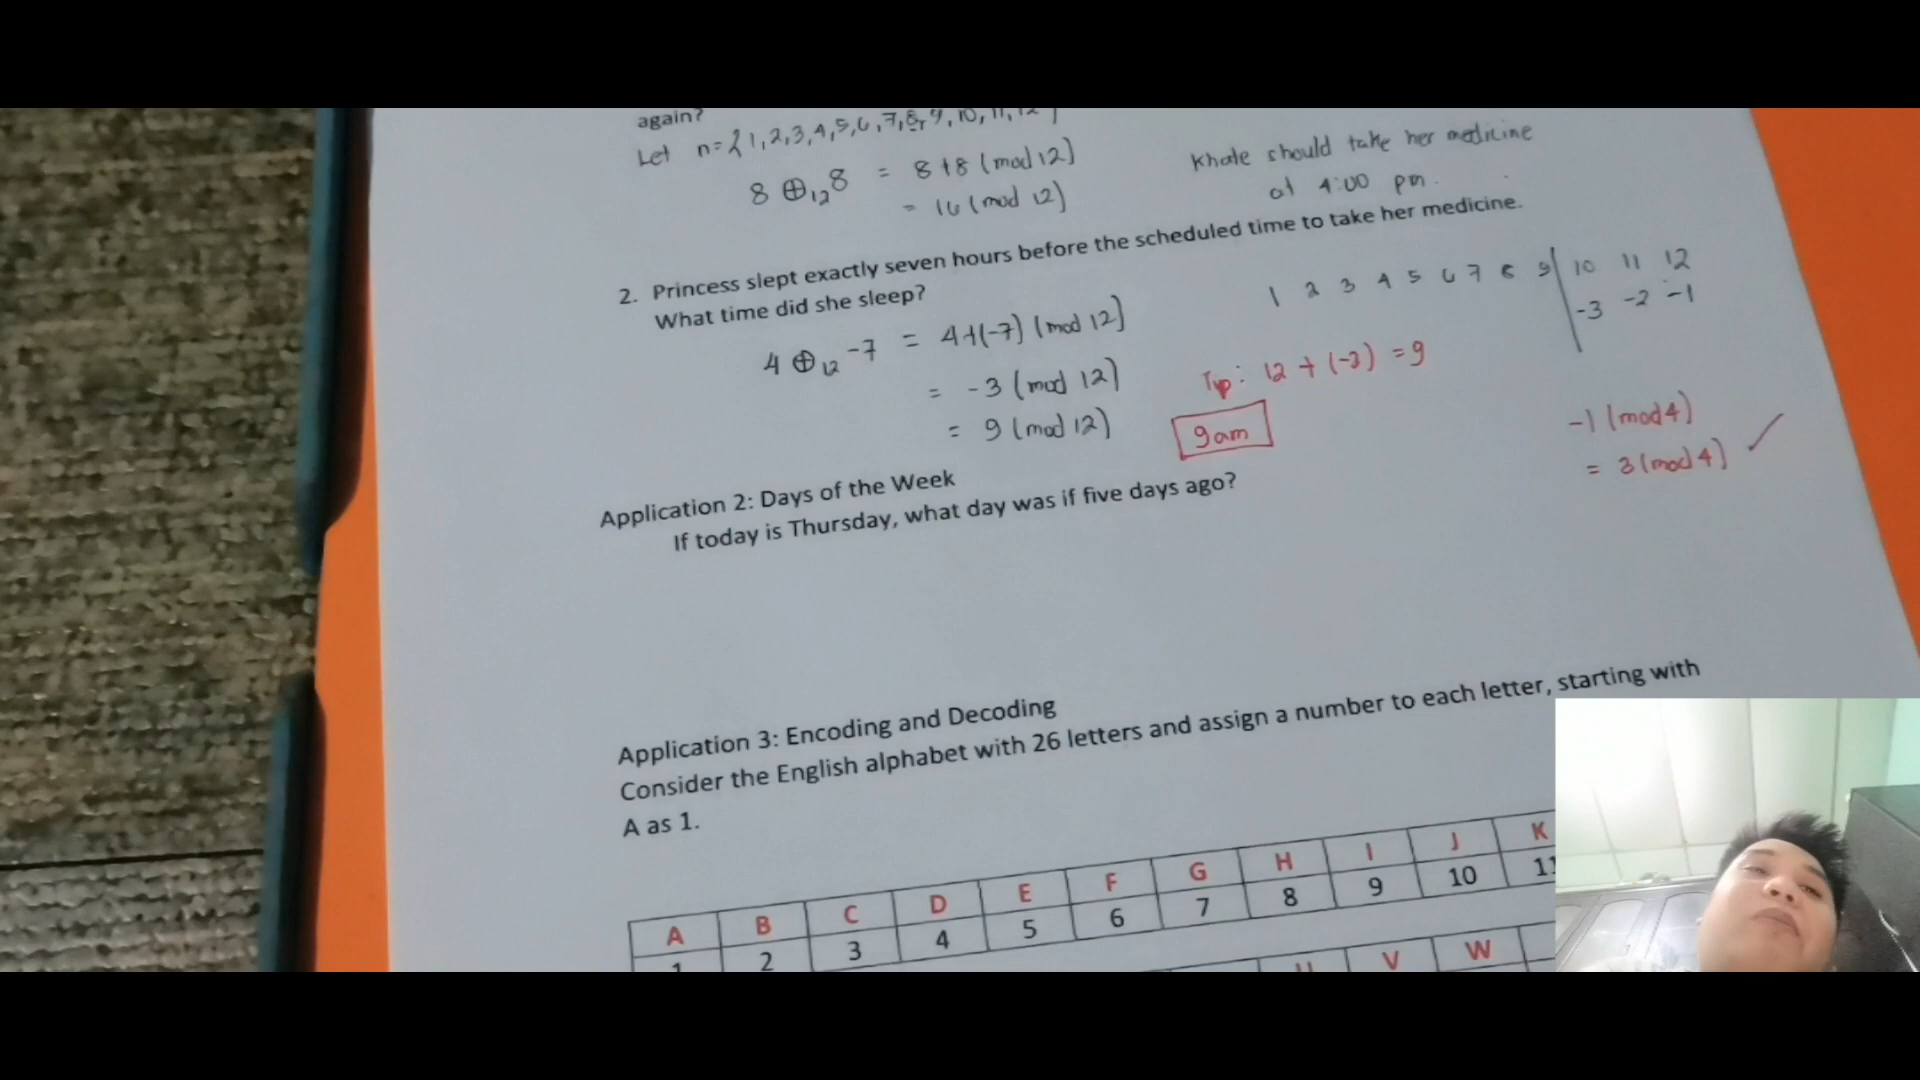 again?
Let n={1,2,3,4,5,6,7,8,9,10,11,12}
8 ⊕₁₂ 8 = 8+8 (mod 12)
= 16 (mod 12)
Khate should take her medicine
at 4:00 pm.
2. Princess slept exactly seven hours before the scheduled time to take her medicine.
What time did she sleep?
1 2 3 4 5 6 7 8 9 10 11 12
-3 -2 -1
4 ⊕₁₂ -7 = 4+(-7) (mod 12)
= -3 (mod 12)
= 9 (mod 12)
Tip: 12 + (-3) = 9
9am
-1 (mod 4)
= 3 (mod 4)
Application 2: Days of the Week
If today is Thursday, what day was if five days ago?
Application 3: Encoding and Decoding
Consider the English alphabet with 26 letters and assign a number to each letter, starting with
A as 1.
A B C D E F G H I J K
1 2 3 4 5 6 7 8 9 10 11
U V W